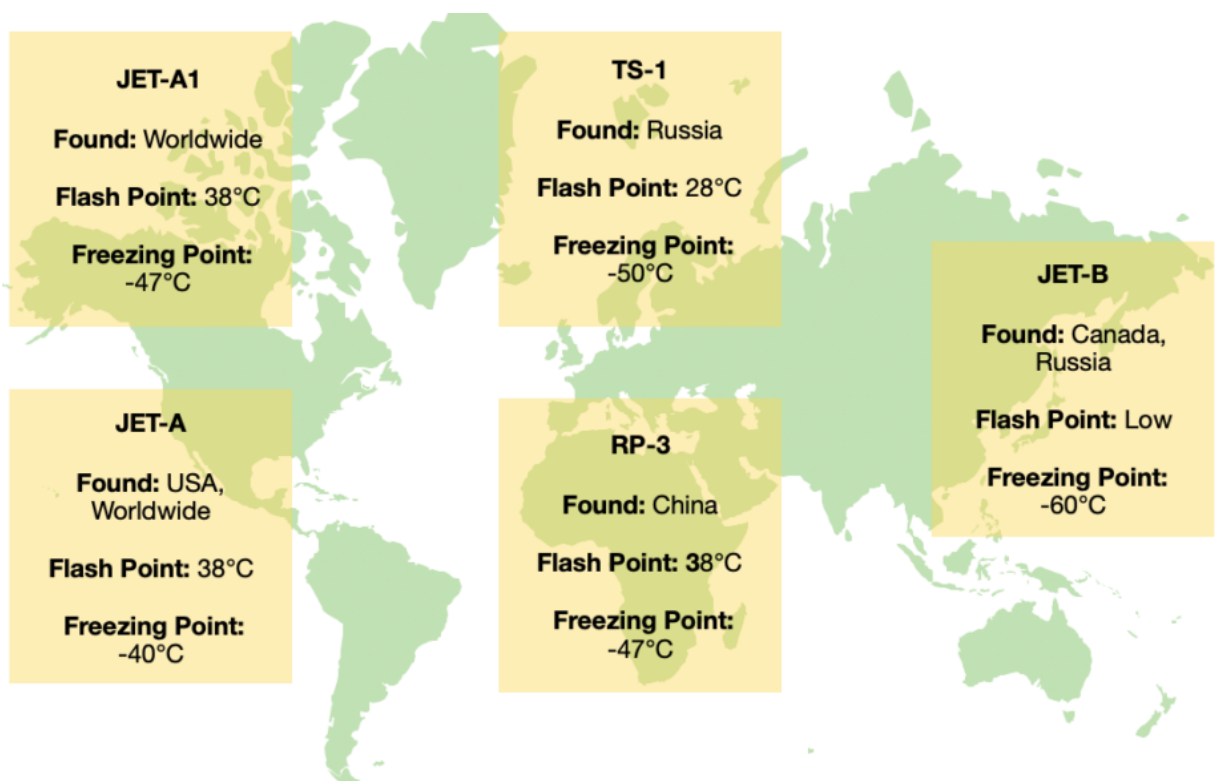 JET-A1
Found: Worldwide
Flash Point: 38°C
Freezing Point:
-47°C
TS-1
Found: Russia
Flash Point: 28°C
Freezing Point:
-50°C
JET-B
Found: Canada,
Russia
Flash Point: Low
Freezing Point:
-60°C
JET-A
Found: USA,
Worldwide
Flash Point: 38°C
Freezing Point:
-40°C
RP-3
Found: China
Flash Point: 38°C
Freezing Point:
-47°C